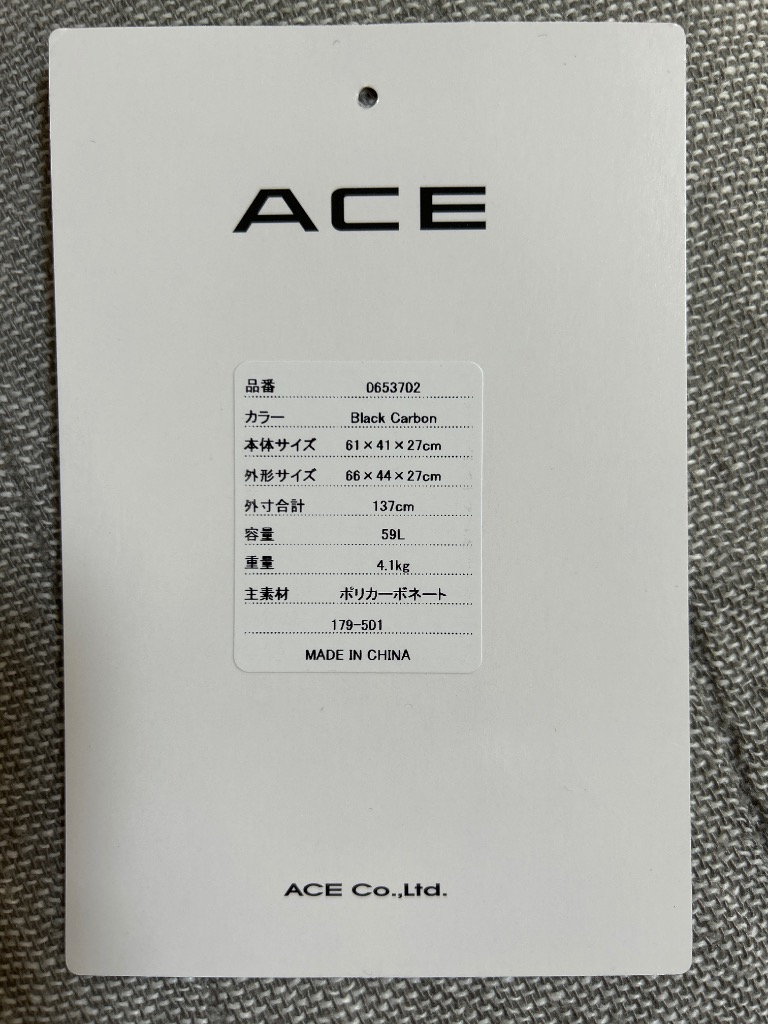 ACE
品番 0653702
カラー Black Carbon
本体サイズ 61×41×27cm
外形サイズ 66×44×27cm
外寸合計 137cm
容量 59L
重量 4.1kg
主素材 ポリカーボネート
179-501
MADE IN CHINA
ACE Co.,Ltd.